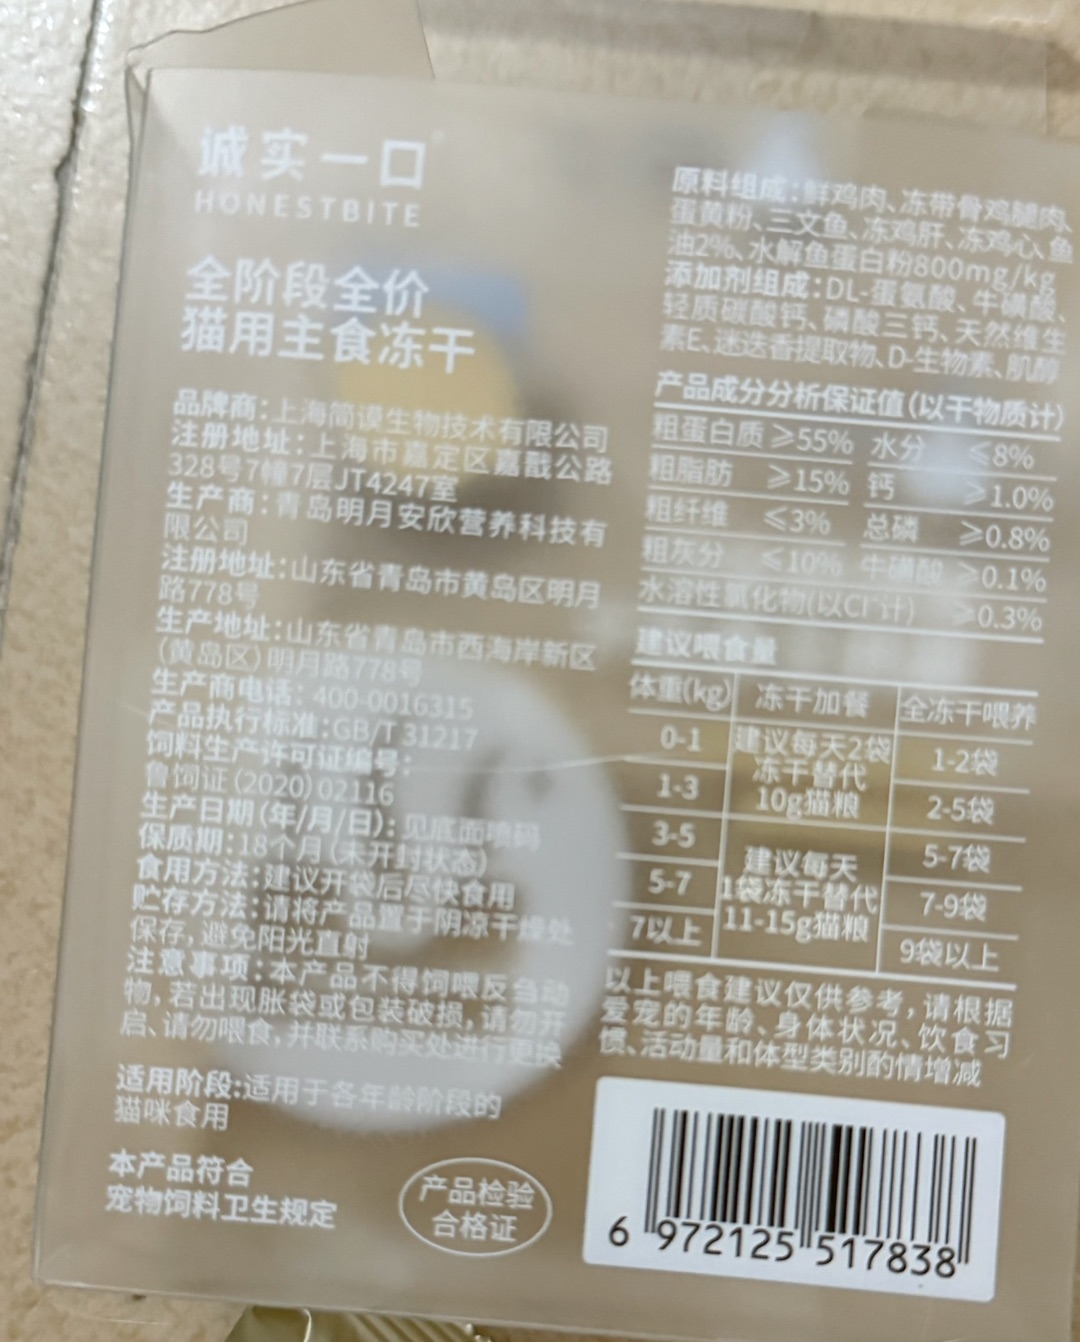 诚实一口
HONESTBITE
全阶段全价
猫用主食冻干
品牌商:上海简谟生物技术有限公司
注册地址:上海市嘉定区嘉戬公路
328号7幢7层JT4247室
生产商:青岛明月安欣营养科技有
限公司
注册地址:山东省青岛市黄岛区明月
路778号
生产地址:山东省青岛市西海岸新区
(黄岛区)明月路778号
生产商电话: 400-0016315
产品执行标准:GB/T 31217
饲料生产许可证编号:
鲁饲证(2020)02116
生产日期(年/月/日):见底面喷码
保质期:18个月(未开封状态)
食用方法:建议开袋后尽快食用
贮存方法:请将产品置于阴凉干燥处
保存,避免阳光直射
注意事项:本产品不得饲喂反刍动
物,若出现胀袋或包装破损,请勿开
启、请勿喂食,并联系购买处进行更换
适用阶段:适用于各年龄阶段的
猫咪食用
本产品符合
宠物饲料卫生规定
产品检验
合格证
原料组成:鲜鸡肉、冻带骨鸡腿肉、
蛋黄粉、三文鱼、冻鸡肝、冻鸡心、鱼
油2%、水解鱼蛋白粉800mg/kg
添加剂组成:DL-蛋氨酸、牛磺酸、
轻质碳酸钙、磷酸三钙、天然维生
素E、迷迭香提取物、D-生物素、肌醇
产品成分分析保证值(以干物质计)
粗蛋白质 ≥55% 水分 ≤8%
粗脂肪 ≥15% 钙 ≥1.0%
粗纤维 ≤3% 总磷 ≥0.8%
粗灰分 ≤10% 牛磺酸 ≥0.1%
水溶性氯化物(以Cl⁻计) ≥0.3%
建议喂食量
体重(kg) 冻干加餐 全冻干喂养
0-1 建议每天2袋 1-2袋
冻干替代
1-3 10g猫粮 2-5袋
3-5 5-7袋
建议每天
5-7 1袋冻干替代 7-9袋
7以上 11-15g猫粮 9袋以上
以上喂食建议仅供参考,请根据
爱宠的年龄、身体状况、饮食习
惯、活动量和体型类别酌情增减
6 972125 517838